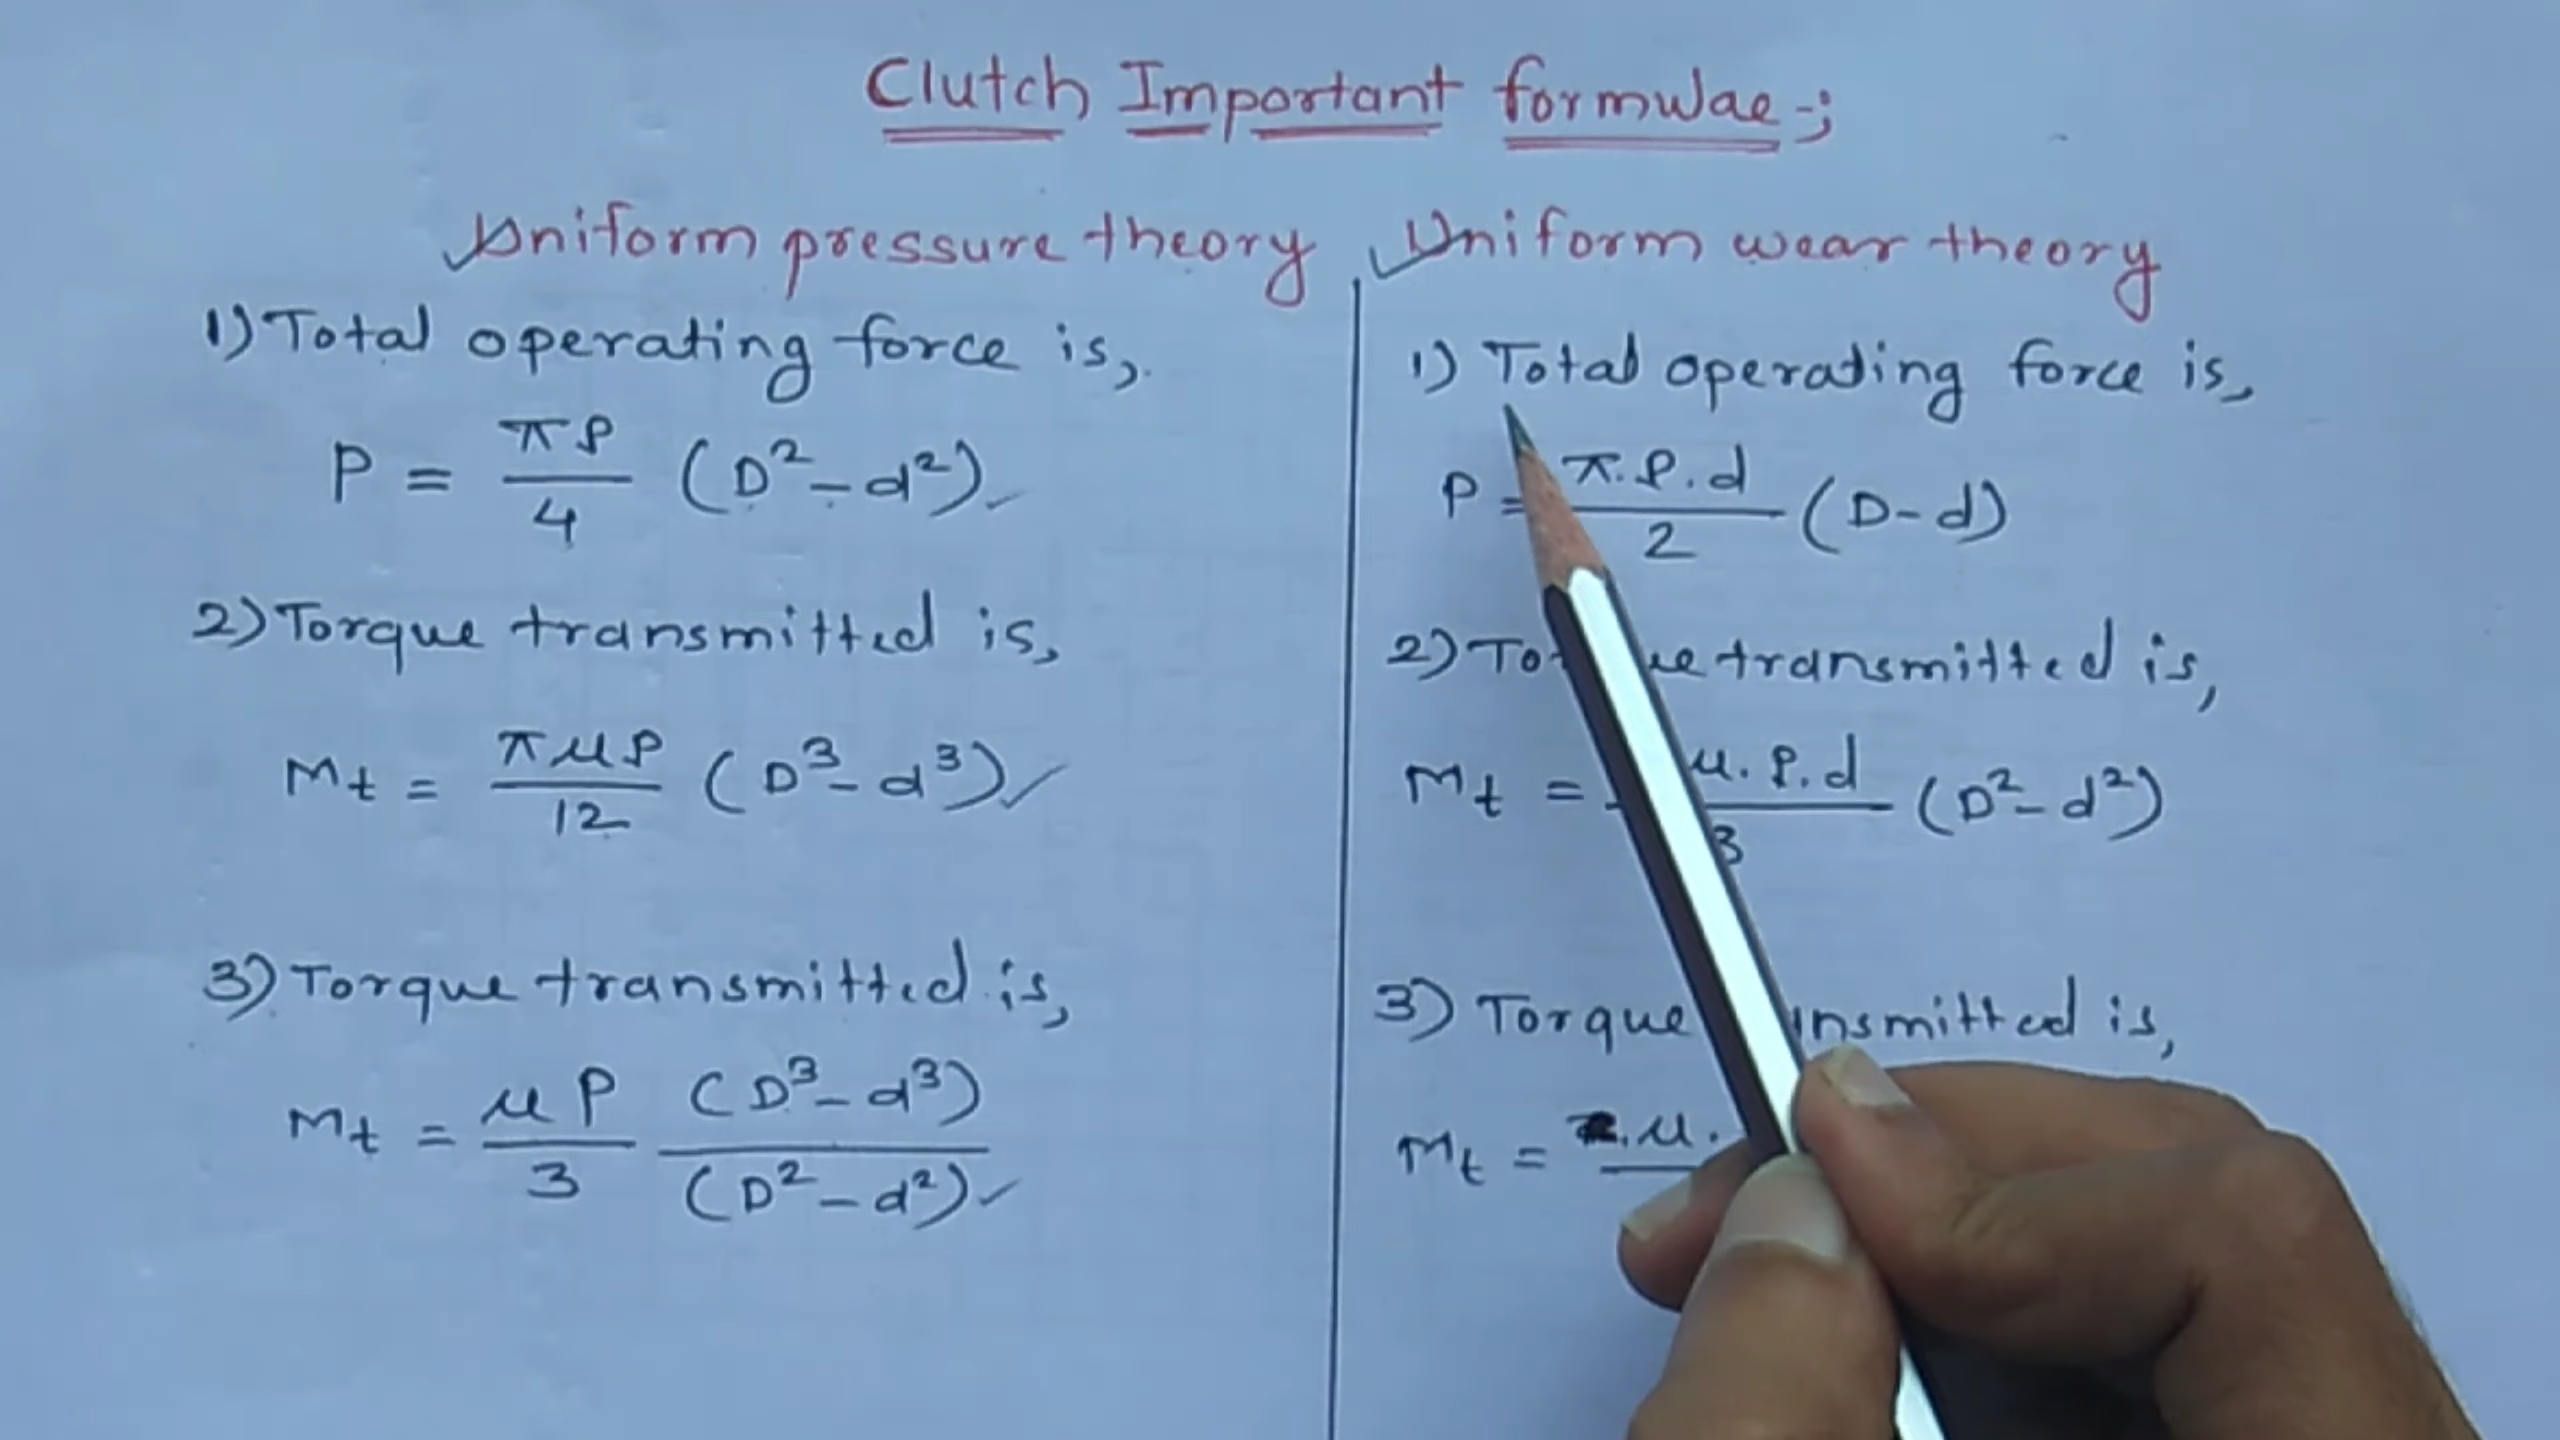 Clutch Important formulae -;
Uniform pressure theory
1) Total operating force is,
P = πp/4 (D² - d²)
2) Torque transmitted is,
Mt = πμp/12 (D³ - d³)
3) Torque transmitted is,
Mt = μP/3 (D³ - d³)/(D² - d²)
Uniform wear theory
1) Total operating force is,
P = π.p.d/2 (D - d)
2) transmitted is,
Mt = μ.p.d (D² - d²)
3) Torque is,
Mt = .μ.